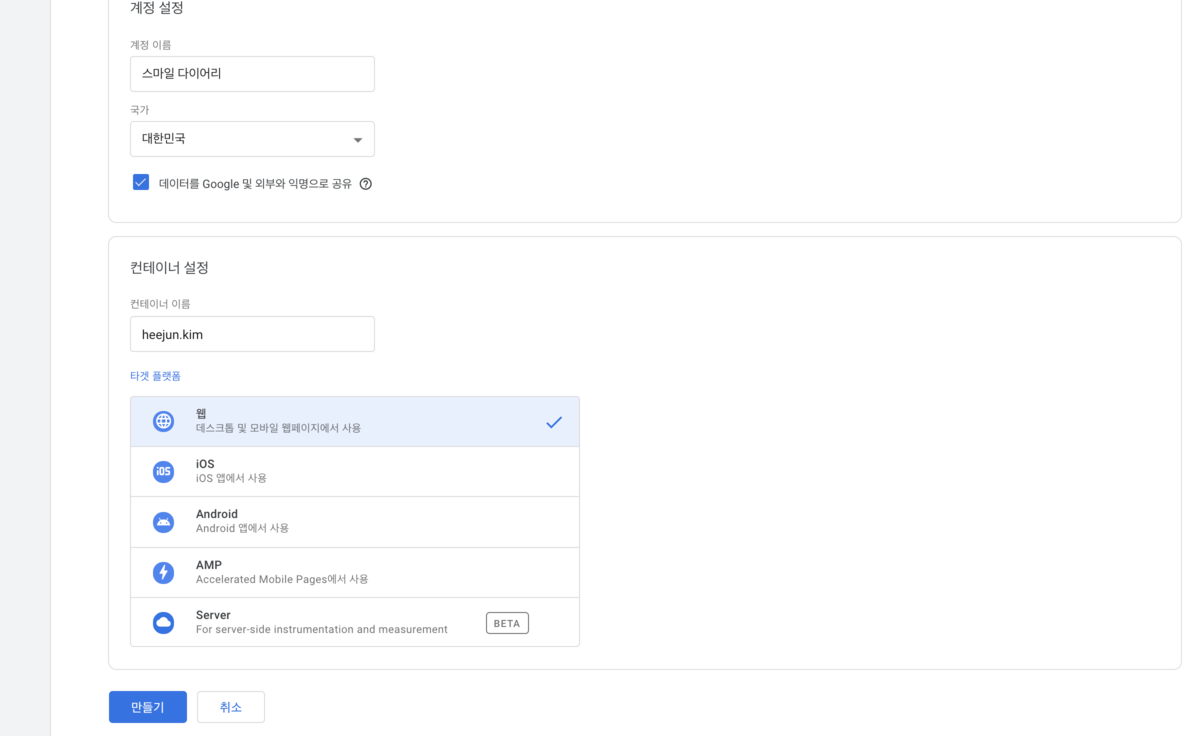 계정 설정
계정 이름
스마일 다이어리
국가
대한민국
데이터를 Google 및 외부와 익명으로 공유
컨테이너 설정
컨테이너 이름
heejun.kim
타겟 플랫폼
웹
데스크톱 및 모바일 웹페이지에서 사용
iOS
iOS
iOS 앱에서 사용
Android
Android 앱에서 사용
AMP
Accelerated Mobile Pages에서 사용
Server
For server-side instrumentation and measurement
BETA
만들기 취소